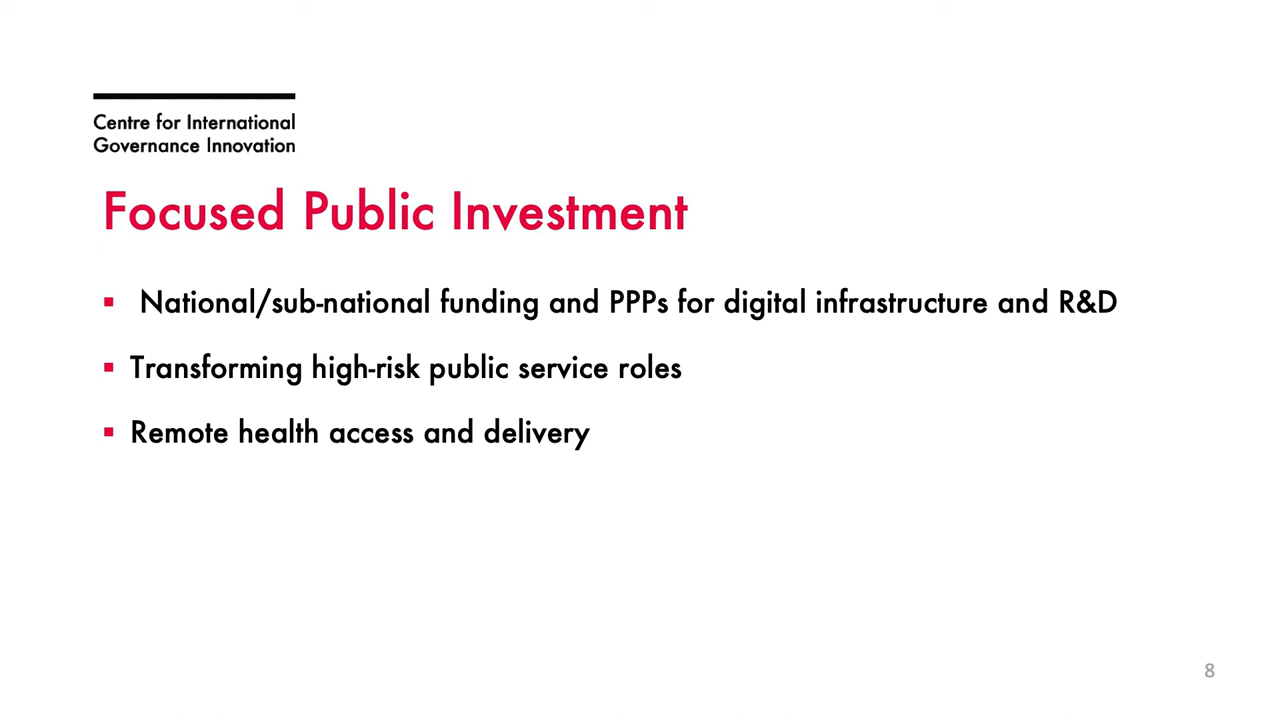 Centre for International
Governance Innovation
Focused Public Investment
▪ National/sub-national funding and PPPs for digital infrastructure and R&D
▪ Transforming high-risk public service roles
▪ Remote health access and delivery
8